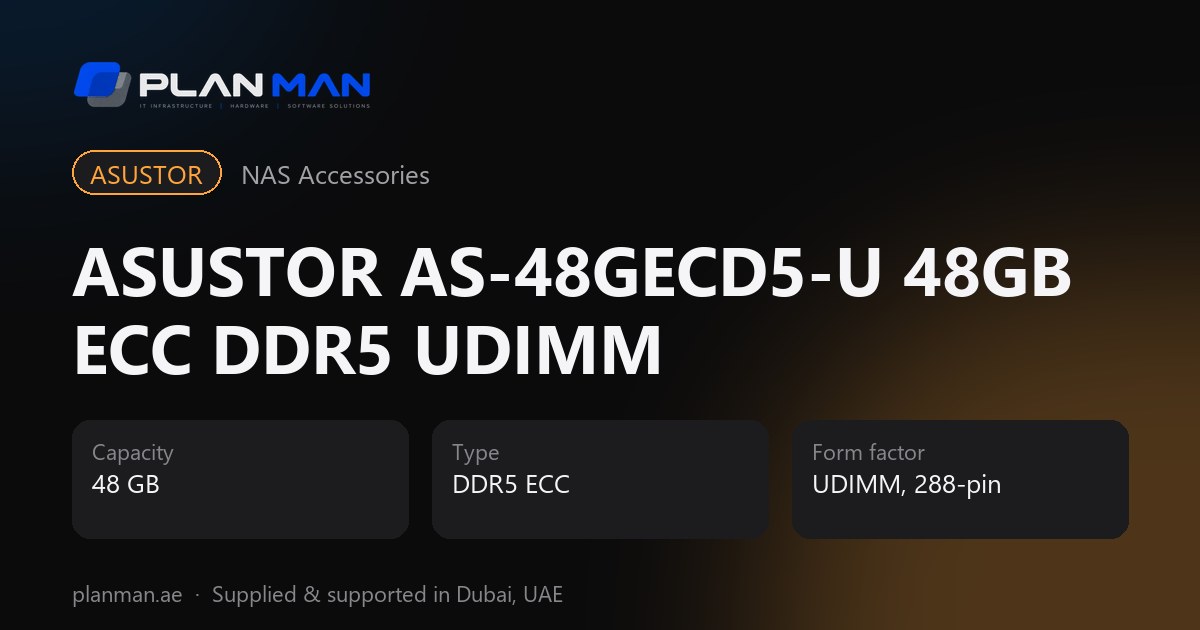 PLAN MAN
IT INFRASTRUCTURE | HARDWARE | SOFTWARE SOLUTIONS
ASUSTOR NAS Accessories
ASUSTOR AS-48GECD5-U 48GB
ECC DDR5 UDIMM
Capacity Type Form factor
48 GB DDR5 ECC UDIMM, 288-pin
planman.ae · Supplied & supported in Dubai, UAE